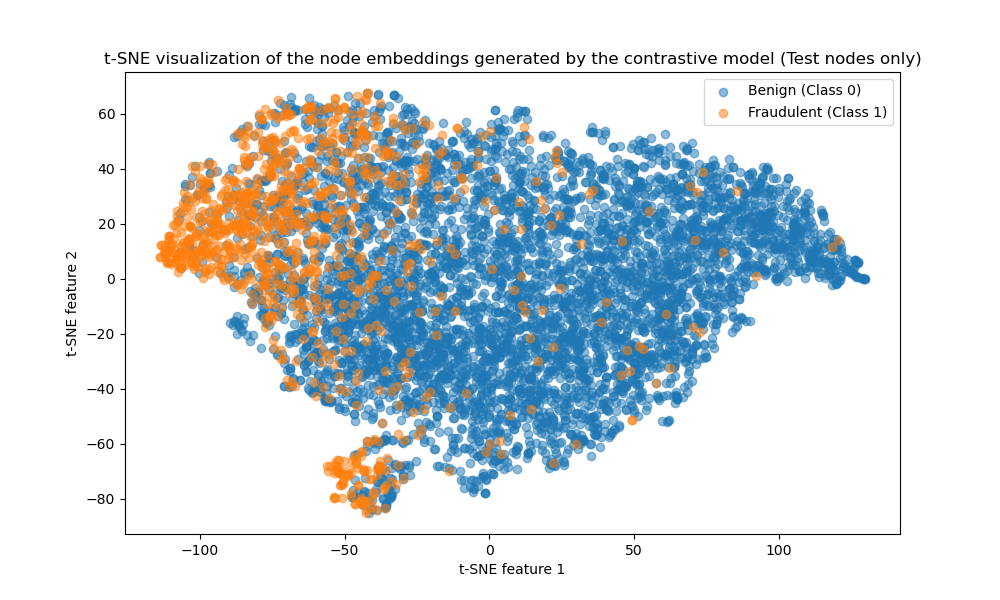 t-SNE visualization of the node embeddings generated by the contrastive model (Test nodes only)
Benign (Class 0)
Fraudulent (Class 1)
60
40
20
0
−20
−40
−60
−80
t-SNE feature 2
−100
−50
0
50
100
t-SNE feature 1